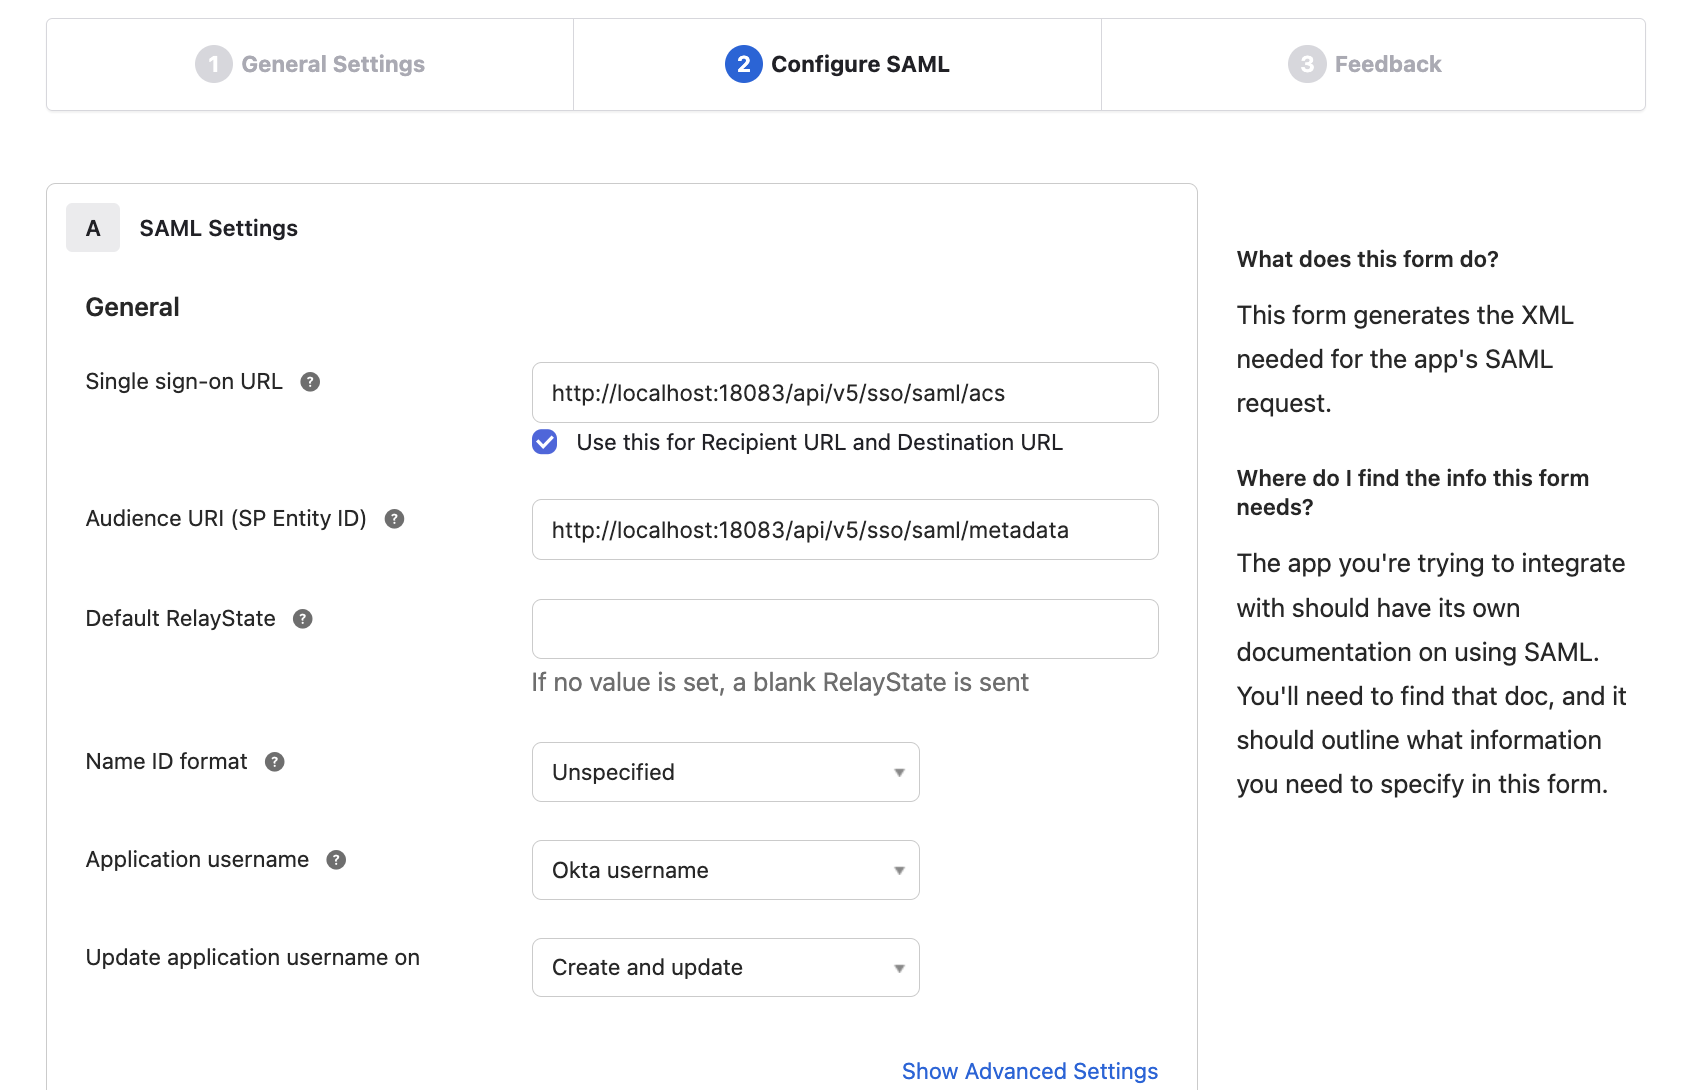 1 General Settings
2 Configure SAML
3 Feedback
A SAML Settings
General
Single sign-on URL ?
http://localhost:18083/api/v5/sso/saml/acs
Use this for Recipient URL and Destination URL
Audience URI (SP Entity ID) ?
http://localhost:18083/api/v5/sso/saml/metadata
Default RelayState ?
If no value is set, a blank RelayState is sent
Name ID format ?
Unspecified
Application username ?
Okta username
Update application username on
Create and update
Show Advanced Settings
What does this form do?
This form generates the XML
needed for the app's SAML
request.
Where do I find the info this form
needs?
The app you're trying to integrate
with should have its own
documentation on using SAML.
You'll need to find that doc, and it
should outline what information
you need to specify in this form.